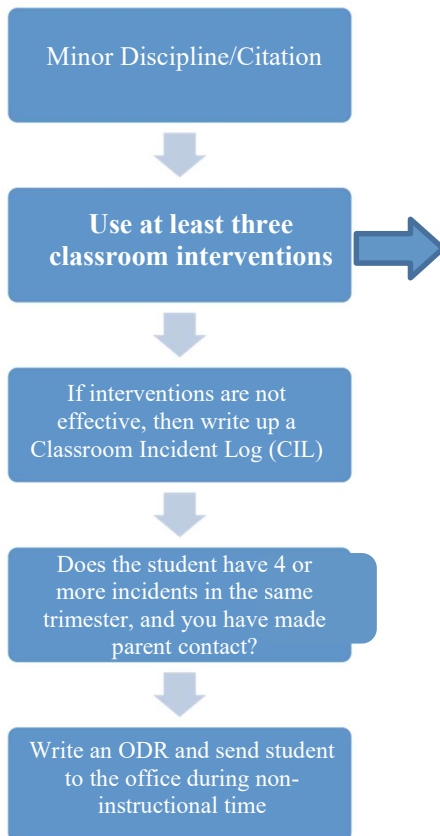 Minor Discipline/Citation
Use at least three
classroom interventions
If interventions are not
effective, then write up a
Classroom Incident Log (CIL)
Does the student have 4 or
more incidents in the same
trimester, and you have made
parent contact?
Write an ODR and send student
to the office during non-
instructional time